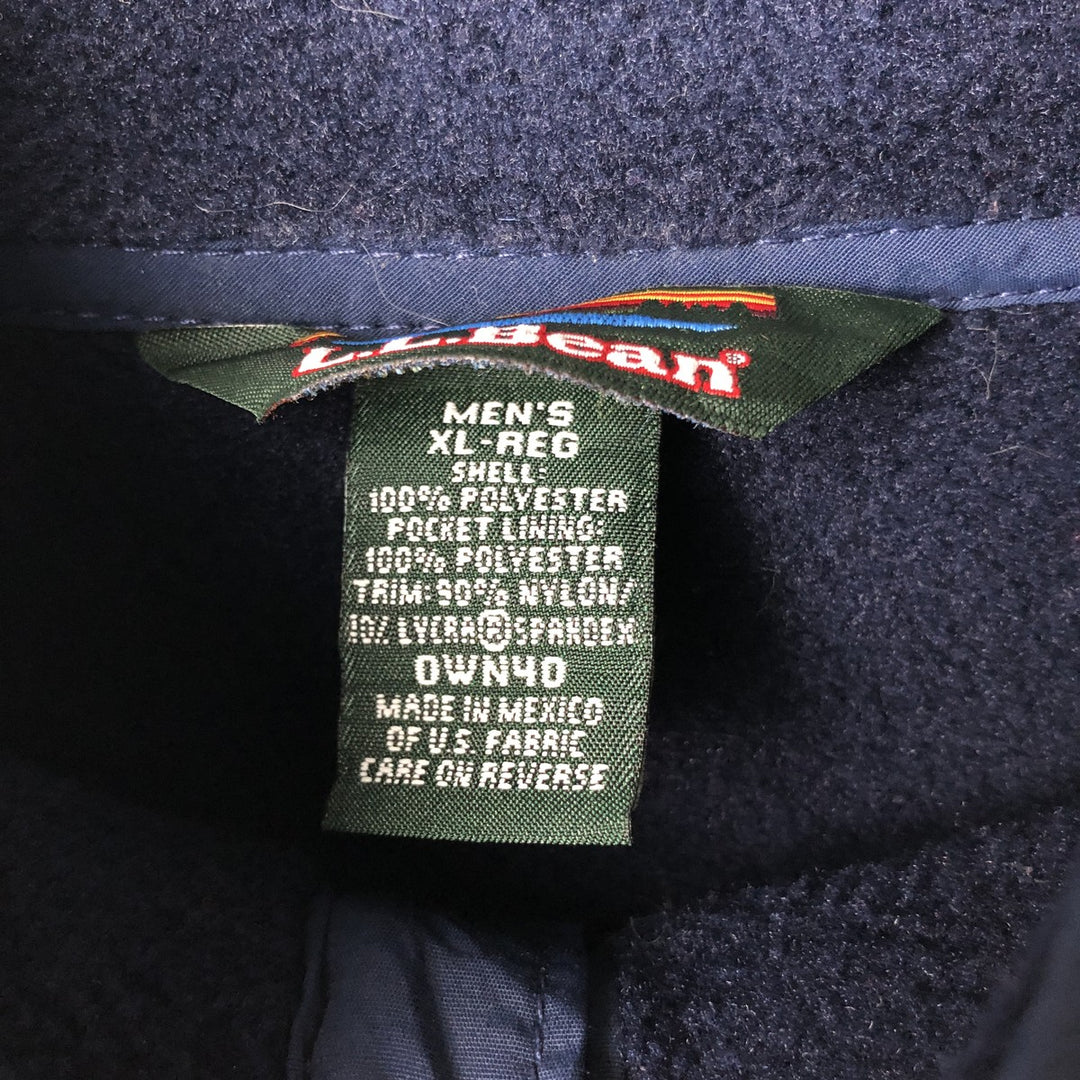 L.L.Bean®
MEN'S
XL-REG
SHELL:
100% POLYESTER
POCKET LINING:
100% POLYESTER
TRIM-90% NYLON/
10% LYCRA® SPANDEX
OWN40
MADE IN MEXICO
OF U.S. FABRIC
CARE ON REVERSE